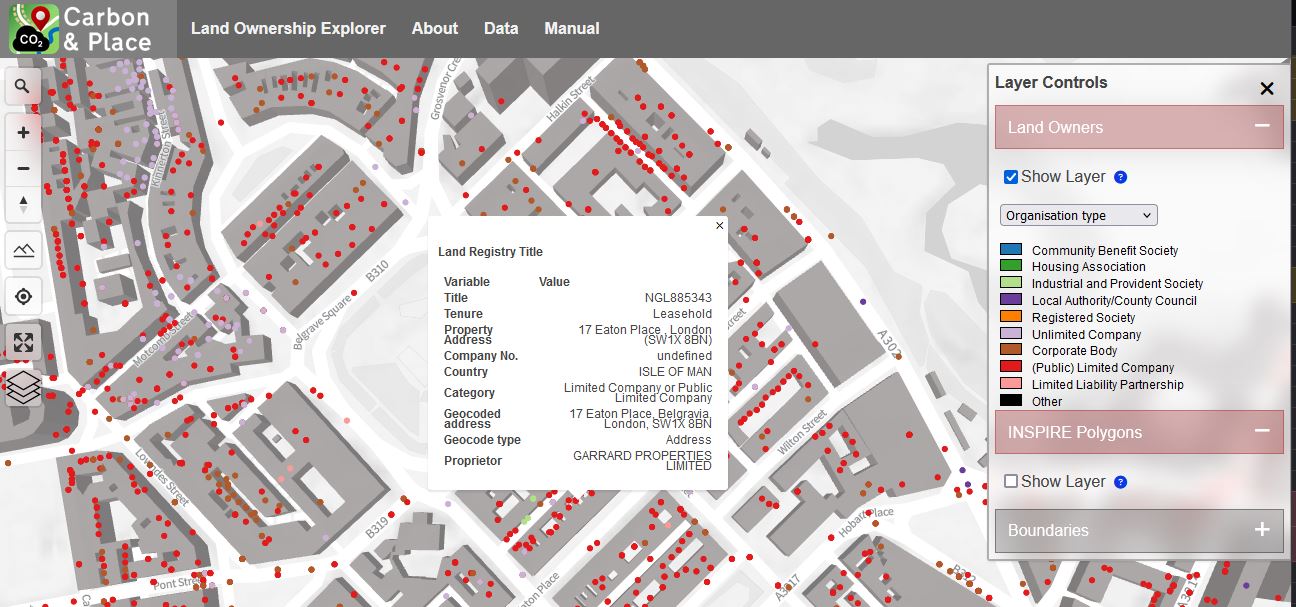 Carbon
& Place
CO₂
Land Ownership Explorer
About
Data
Manual
Layer Controls
Land Owners
Show Layer
?
Organisation type
Community Benefit Society
Housing Association
Industrial and Provident Society
Local Authority/County Council
Registered Society
Unlimited Company
Corporate Body
(Public) Limited Company
Limited Liability Partnership
Other
INSPIRE Polygons
Show Layer
?
Boundaries
Land Registry Title
Variable Value
Title NGL885343
Tenure Leasehold
Property Address 17 Eaton Place , London
(SW1X 8BN)
Company No. undefined
Country ISLE OF MAN
Category Limited Company or Public
Limited Company
Geocoded address 17 Eaton Place, Belgravia,
London, SW1X 8BN
Geocode type Address
Proprietor GARRARD PROPERTIES
LIMITED
Kinnerton Street
Grosvenor Cre
Halkin Street
B310
Belgrave Square
Motcomb Street
A302
Wilton Street
Lowndes Street
B319
Hobart Place
Pont Street
A3217